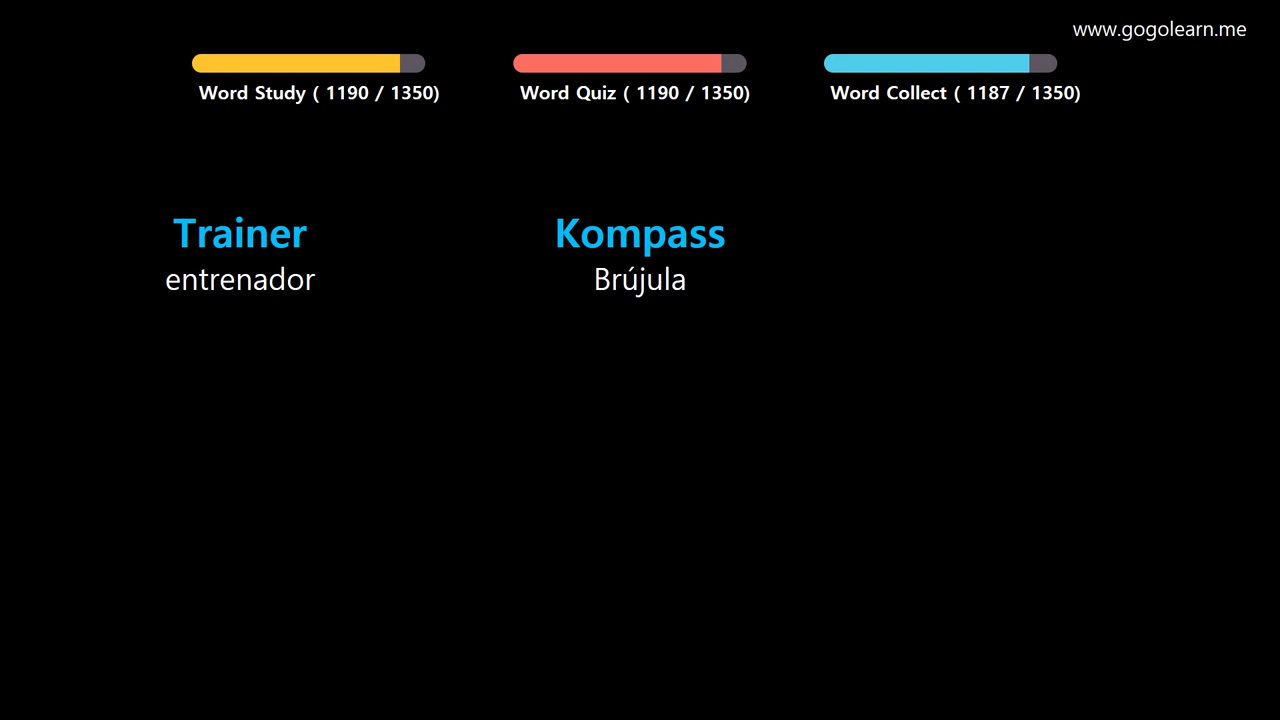 www.gogolearn.me
Word Study ( 1190 / 1350)
Word Quiz ( 1190 / 1350)
Word Collect ( 1187 / 1350)
Trainer
entrenador
Kompass
Brújula